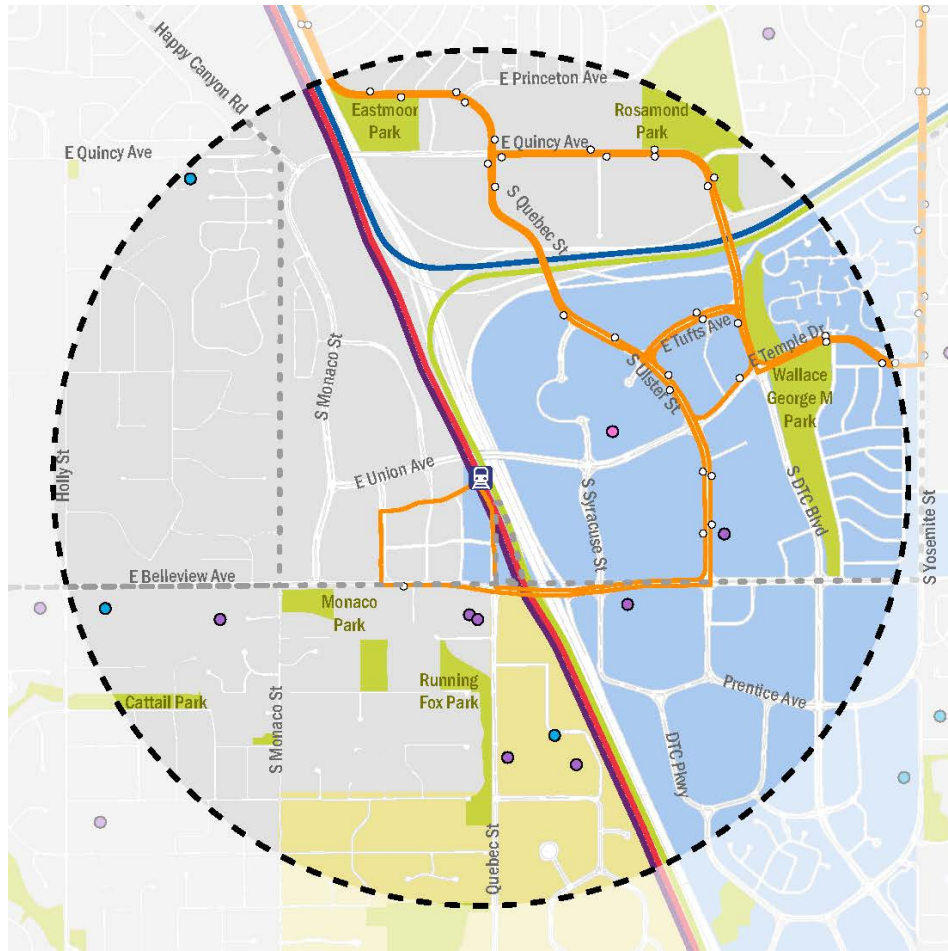 Happy Canyon Rd
E Princeton Ave
Eastmoor
Park
Rosamond
Park
E Quincy Ave
E Quincy Ave
S Quebec St
S Monaco St
E Tufts Ave
E Temple Dr
S Ulster St
Wallace
George M
Park
Holly St
E Union Ave
S Syracuse St
S DTC Blvd
S Yosemite St
E Belleview Ave
Monaco
Park
Running
Fox Park
Cattail Park
S Monaco St
Prentice Ave
DTC Pkwy
Quebec St